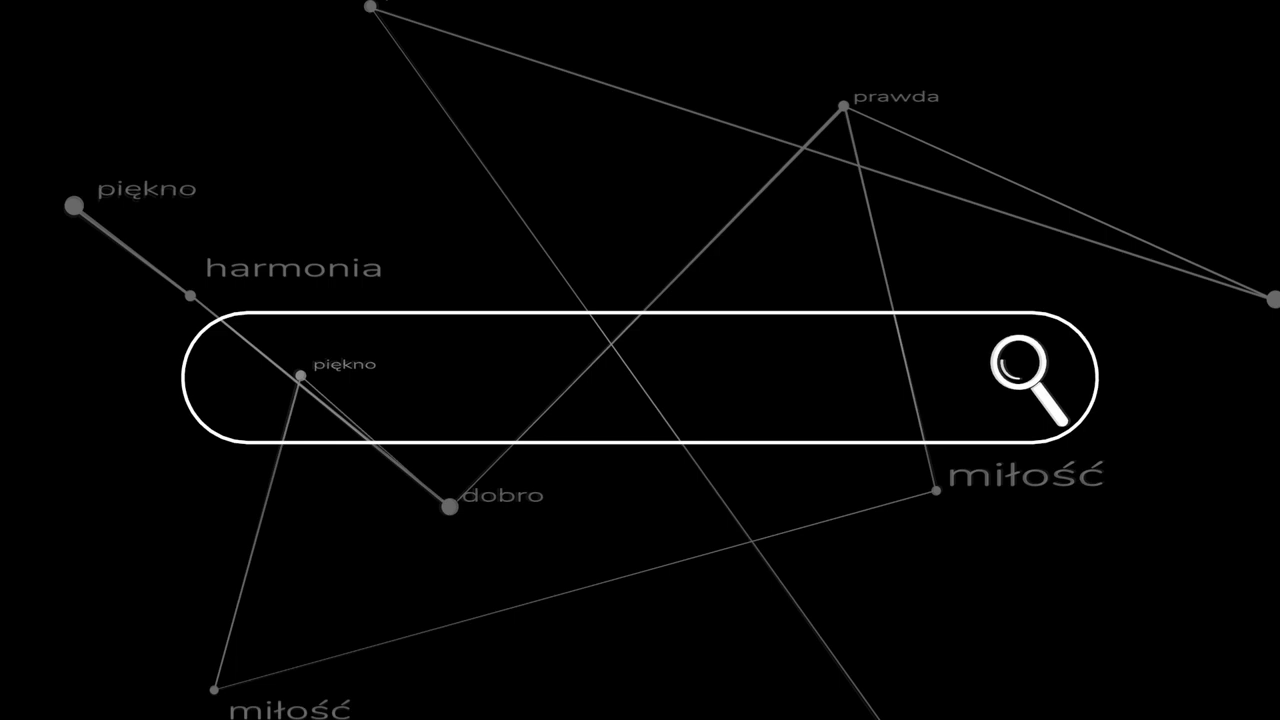 prawda
piękno
harmonia
piękno
miłość
dobro
miłość